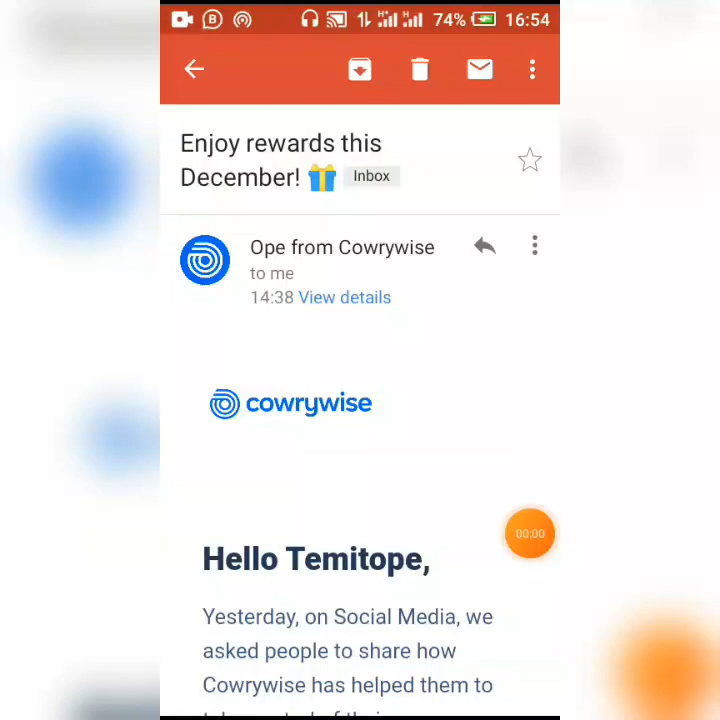 74% 16:54
Enjoy rewards this
December! 🎁 Inbox
Ope from Cowrywise
to me
14:38 View details
cowrywise
00:00
Hello Temitope,
Yesterday, on Social Media, we
asked people to share how
Cowrywise has helped them to